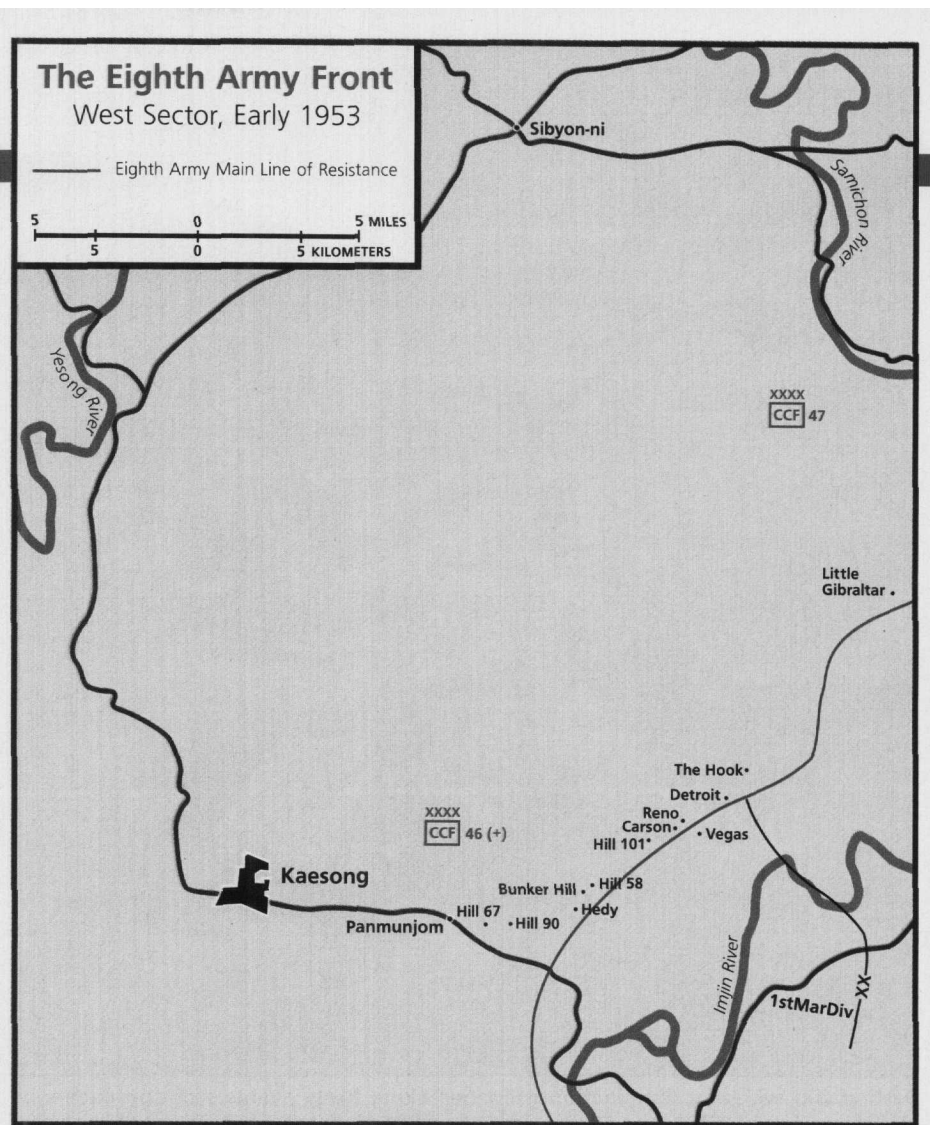 The Eighth Army Front
West Sector, Early 1953
Eighth Army Main Line of Resistance
5 0 5 MILES
5 0 5 KILOMETERS
Sibyon-ni
Samichon River
Yesong River
XXXX
CCF 47
Little
Gibraltar
The Hook
Detroit
Reno
Carson
Vegas
Hill 101
XXXX
CCF 46 (+)
Kaesong
Bunker Hill
Hill 58
Hedy
Hill 67
Hill 90
Panmunjom
Imjin River
1stMarDiv
XX